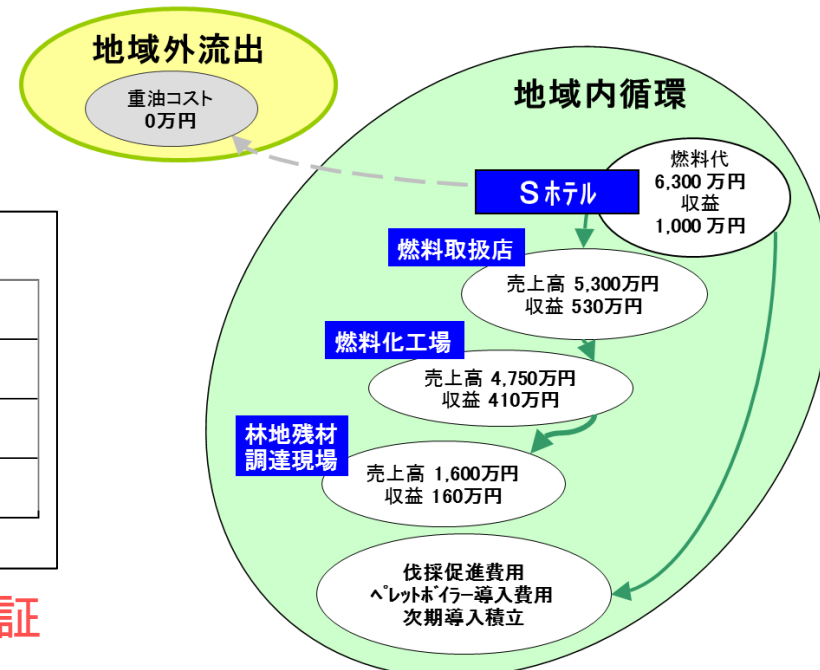 地域外流出
重油コスト
0万円
地域内循環
燃料代
6,300 万円
収益
1,000 万円
Sホテル
燃料取扱店
売上高 5,300万円
収益 530万円
燃料化工場
売上高 4,750万円
収益 410万円
林地残材
調達現場
売上高 1,600万円
収益 160万円
伐採促進費用
ペレットボイラー導入費用
次期導入積立
証